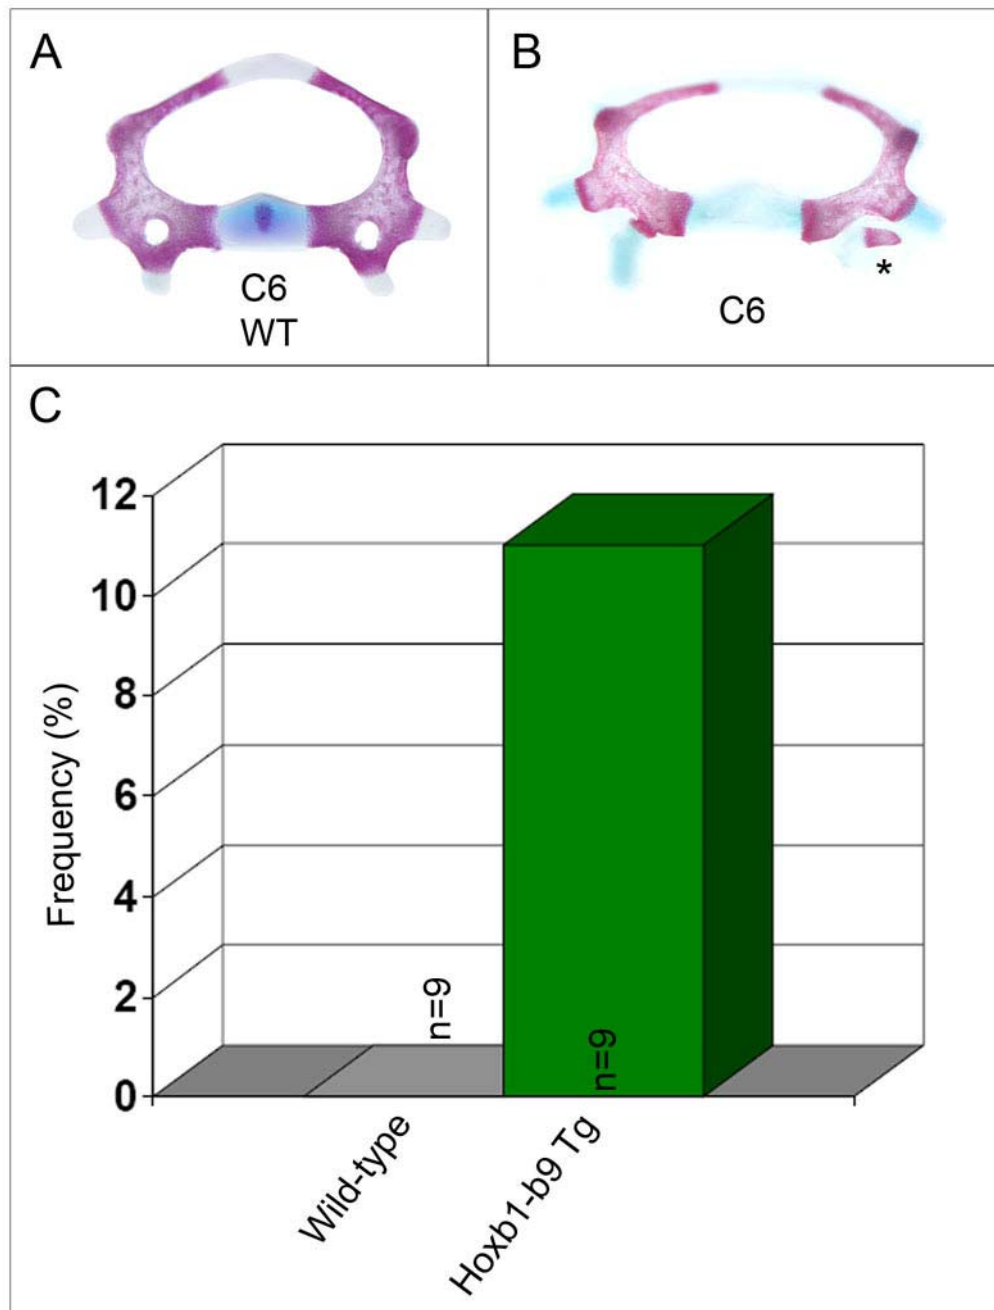 A
C6
WT
B
C6
*
C
Frequency (%)
12
10
8
6
4
2
0
n=9
n=9
Wild-type
Hoxb1-b9 Tg